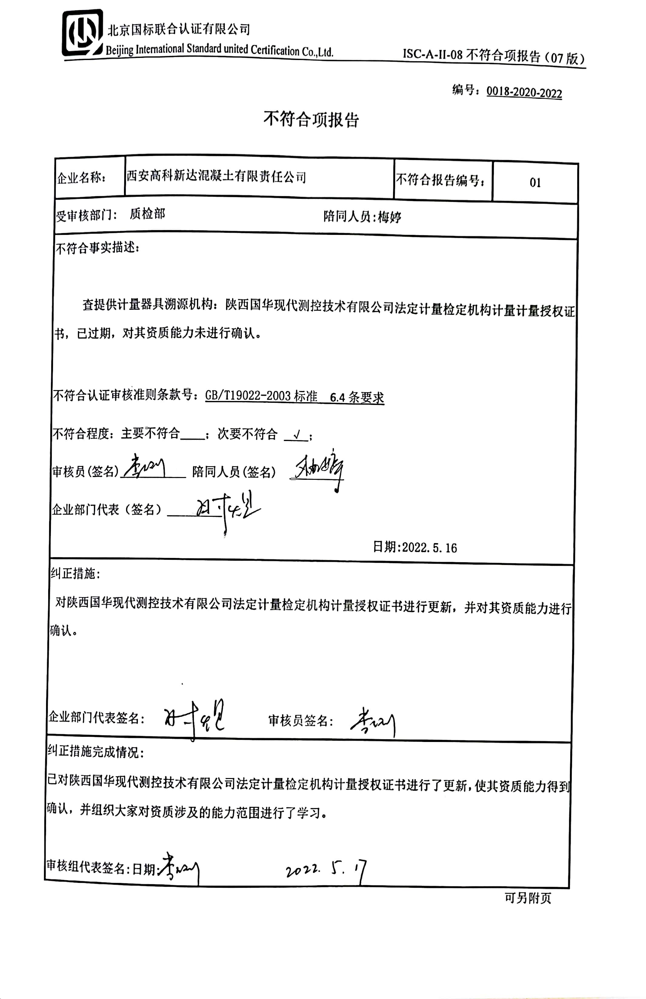 北京国标联合认证有限公司
Beijing International Standard united Certification Co.,Ltd.
ISC-A-II-08 不符合项报告(07 版)
编号：0018-2020-2022
不符合项报告
企业名称： 西安高科新达混凝土有限责任公司 不符合报告编号： 01
受审核部门： 质检部 陪同人员:梅婷
不符合事实描述：
查提供计量器具溯源机构：陕西国华现代测控技术有限公司法定计量检定机构计量计量授权证
书，已过期，对其资质能力未进行确认。
不符合认证审核准则条款号：GB/T19022-2003 标准 6.4 条要求
不符合程度：主要不符合____；次要不符合 √；
审核员(签名) 陪同人员(签名) 梅婷
企业部门代表（签名）
日期:2022.5.16
纠正措施：
对陕西国华现代测控技术有限公司法定计量检定机构计量授权证书进行更新，并对其资质能力进行
确认。
企业部门代表签名： 审核员签名：
纠正措施完成情况：
已对陕西国华现代测控技术有限公司法定计量检定机构计量授权证书进行了更新,使其资质能力得到
确认，并组织大家对资质涉及的能力范围进行了学习。
审核组代表签名:日期: 2022. 5. 17
可另附页